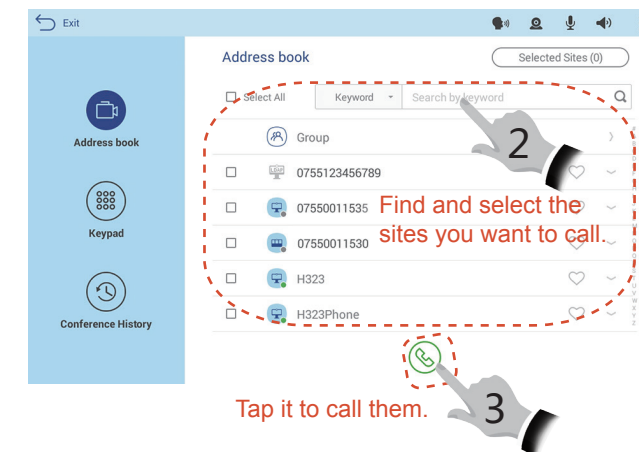 Exit
Address book
Selected Sites (0)
Select All
Keyword
Search by keyword
Group
LDAP
0755123456789
07550011535
07550011530
H323
H323Phone
Address book
Keypad
Conference History
2
Find and select the
sites you want to call.
Tap it to call them.
3